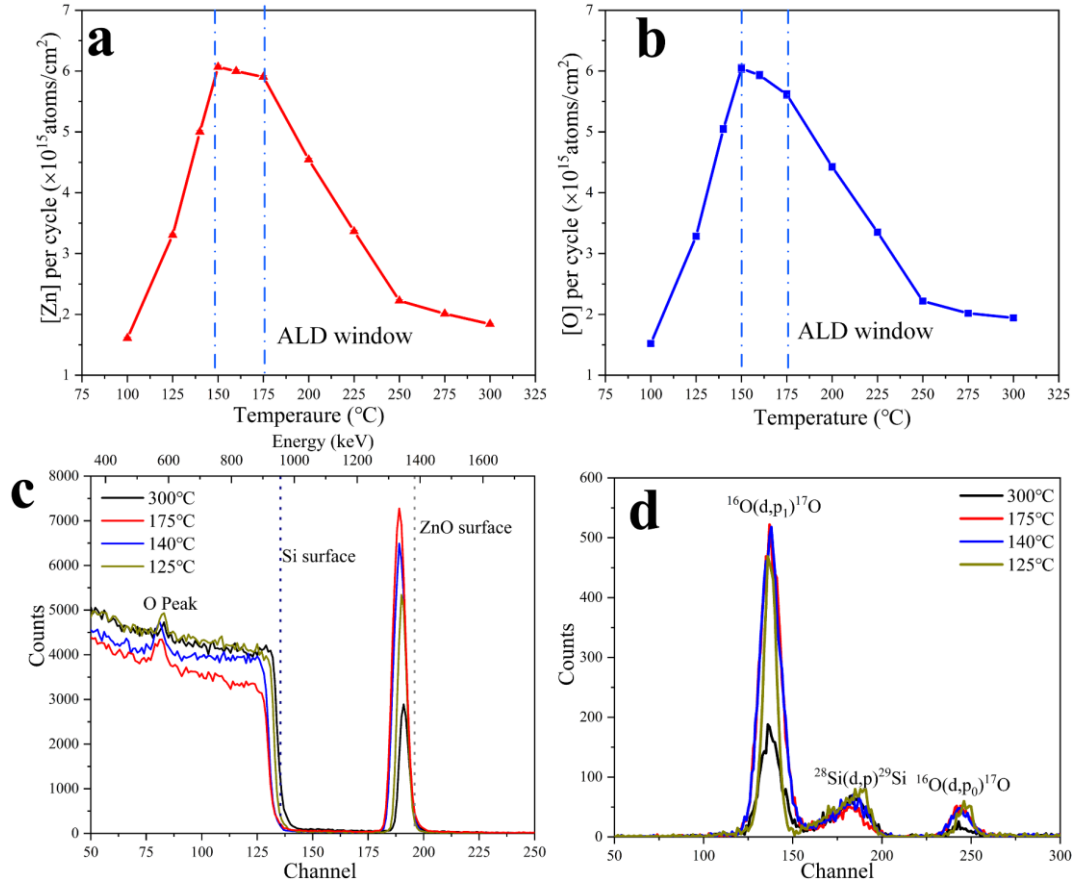 a
[Zn] per cycle (×10¹⁵atoms/cm²)
7
6
5
4
3
2
1
ALD window
75 100 125 150 175 200 225 250 275 300 325
Temperaure (℃)
b
[O] per cycle (×10¹⁵atoms/cm²)
7
6
5
4
3
2
1
ALD window
75 100 125 150 175 200 225 250 275 300 325
Temperature (℃)
Energy (keV)
400 600 800 1000 1200 1400 1600
c
Counts
8000
7000
6000
5000
4000
3000
2000
1000
0
300℃
175℃
140℃
125℃
Si surface
ZnO surface
O Peak
50 75 100 125 150 175 200 225 250
Channel
d
Counts
600
500
400
300
200
100
0
300℃
175℃
140℃
125℃
¹⁶O(d,p₁)¹⁷O
²⁸Si(d,p)²⁹Si
¹⁶O(d,p₀)¹⁷O
50 100 150 200 250 300
Channel